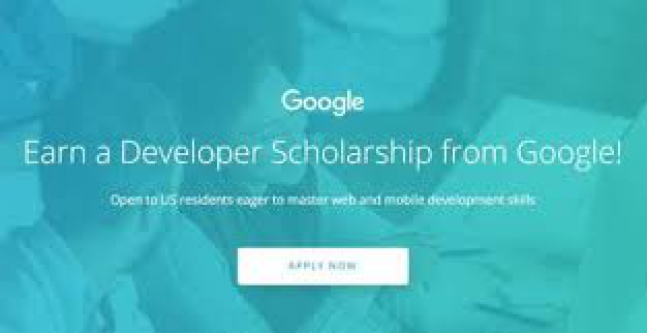 Google
Earn a Developer Scholarship from Google!
Open to US residents eager to master web and mobile development skills
APPLY NOW